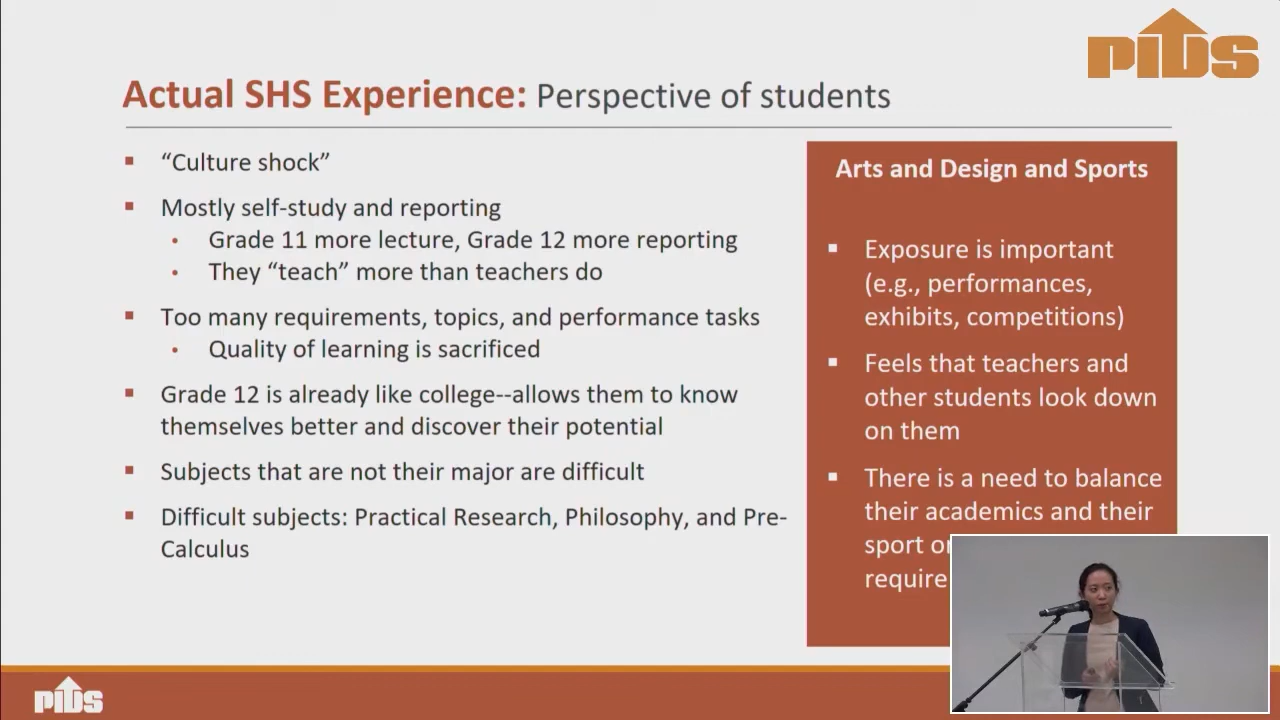 PIDS
Actual SHS Experience: Perspective of students
“Culture shock”
Mostly self-study and reporting
Grade 11 more lecture, Grade 12 more reporting
They “teach” more than teachers do
Too many requirements, topics, and performance tasks
Quality of learning is sacrificed
Grade 12 is already like college--allows them to know
themselves better and discover their potential
Subjects that are not their major are difficult
Difficult subjects: Practical Research, Philosophy, and Pre-
Calculus
Arts and Design and Sports
Exposure is important
(e.g., performances,
exhibits, competitions)
Feels that teachers and
other students look down
on them
There is a need to balance
their academics and their
sport or
require
PIDS